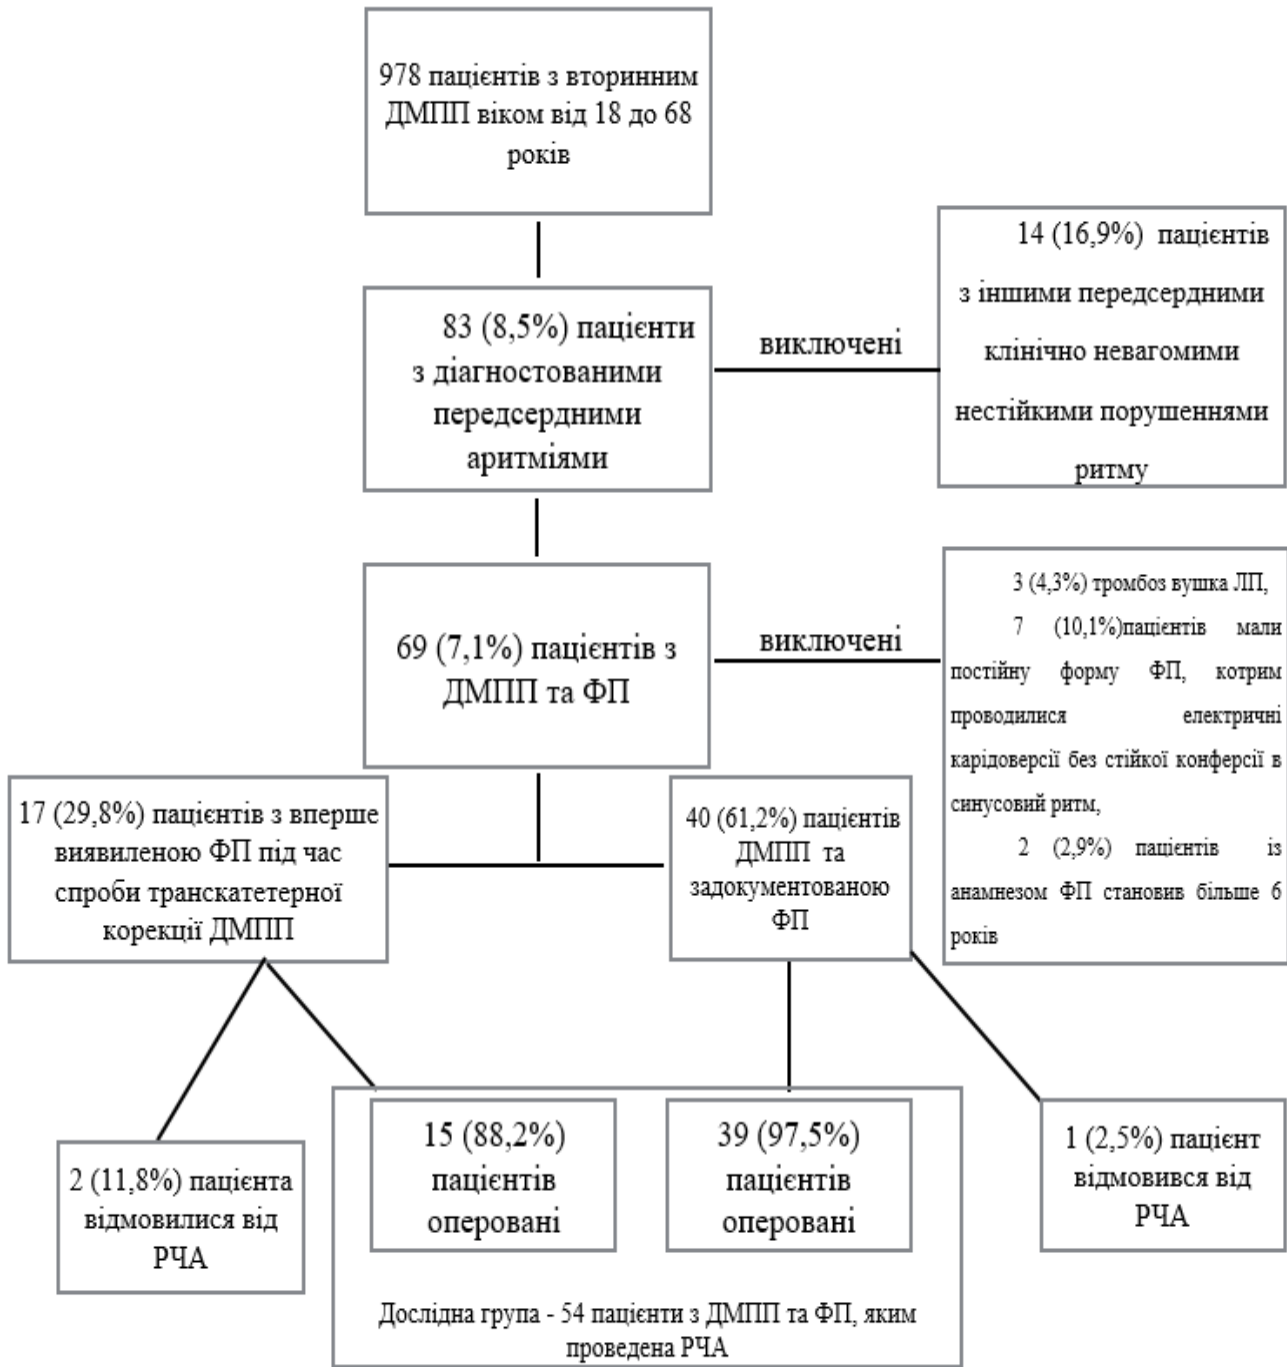 978 пацієнтів з вторинним
ДМПП віком від 18 до 68
років
14 (16,9%) пацієнтів
з іншими передсердними
клінічно невагомими
нестійкими порушеннями
ритму
83 (8,5%) пацієнти
з діагностованими
передсердними
аритміями
виключені
69 (7,1%) пацієнтів з
ДМПП та ФП
виключені
3 (4,3%) тромбоз вушка ЛП,
7 (10,1%)пацієнтів мали
постійну форму ФП, котрим
проводилися електричні
карідоверсії без стійкої конферсії в
синусовий ритм,
2 (2,9%) пацієнтів із
анамнезом ФП становив більше 6
років
17 (29,8%) пацієнтів з вперше
виявиленою ФП під час
спроби транскатетерної
корекції ДМПП
40 (61,2%) пацієнтів
ДМПП та
задокументованою
ФП
2 (11,8%) пацієнта
відмовилися від
РЧА
15 (88,2%)
пацієнтів
оперовані
39 (97,5%)
пацієнтів
оперовані
1 (2,5%) пацієнт
відмовився від
РЧА
Дослідна група - 54 пацієнти з ДМПП та ФП, яким
проведена РЧА